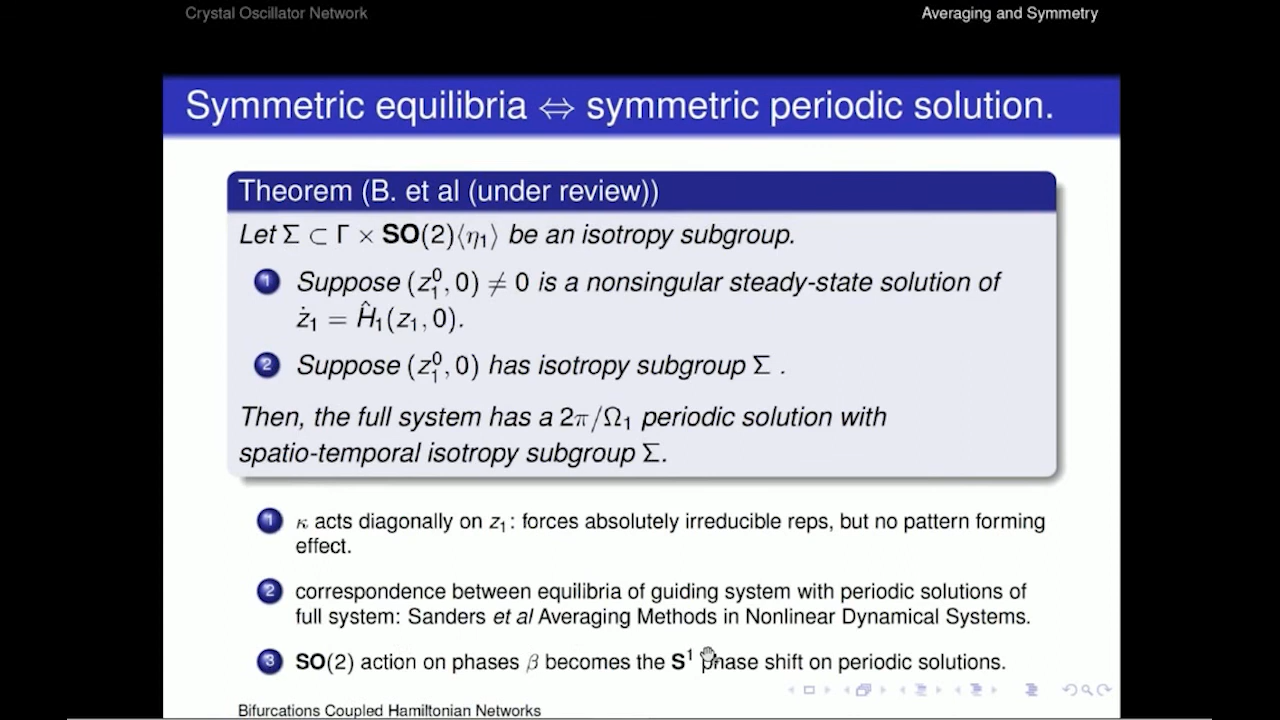 Crystal Oscillator Network
Averaging and Symmetry
Symmetric equilibria ⇔ symmetric periodic solution.
Theorem (B. et al (under review))
Let Σ ⊂ Γ × SO(2)⟨η₁⟩ be an isotropy subgroup.
1 Suppose (z₁⁰, 0) ≠ 0 is a nonsingular steady-state solution of
ż₁ = Ĥ₁(z₁, 0).
2 Suppose (z₁⁰, 0) has isotropy subgroup Σ .
Then, the full system has a 2π/Ω₁ periodic solution with
spatio-temporal isotropy subgroup Σ.
1 κ acts diagonally on z₁: forces absolutely irreducible reps, but no pattern forming
effect.
2 correspondence between equilibria of guiding system with periodic solutions of
full system: Sanders et al Averaging Methods in Nonlinear Dynamical Systems.
3 SO(2) action on phases β becomes the S¹ phase shift on periodic solutions.
Bifurcations Coupled Hamiltonian Networks